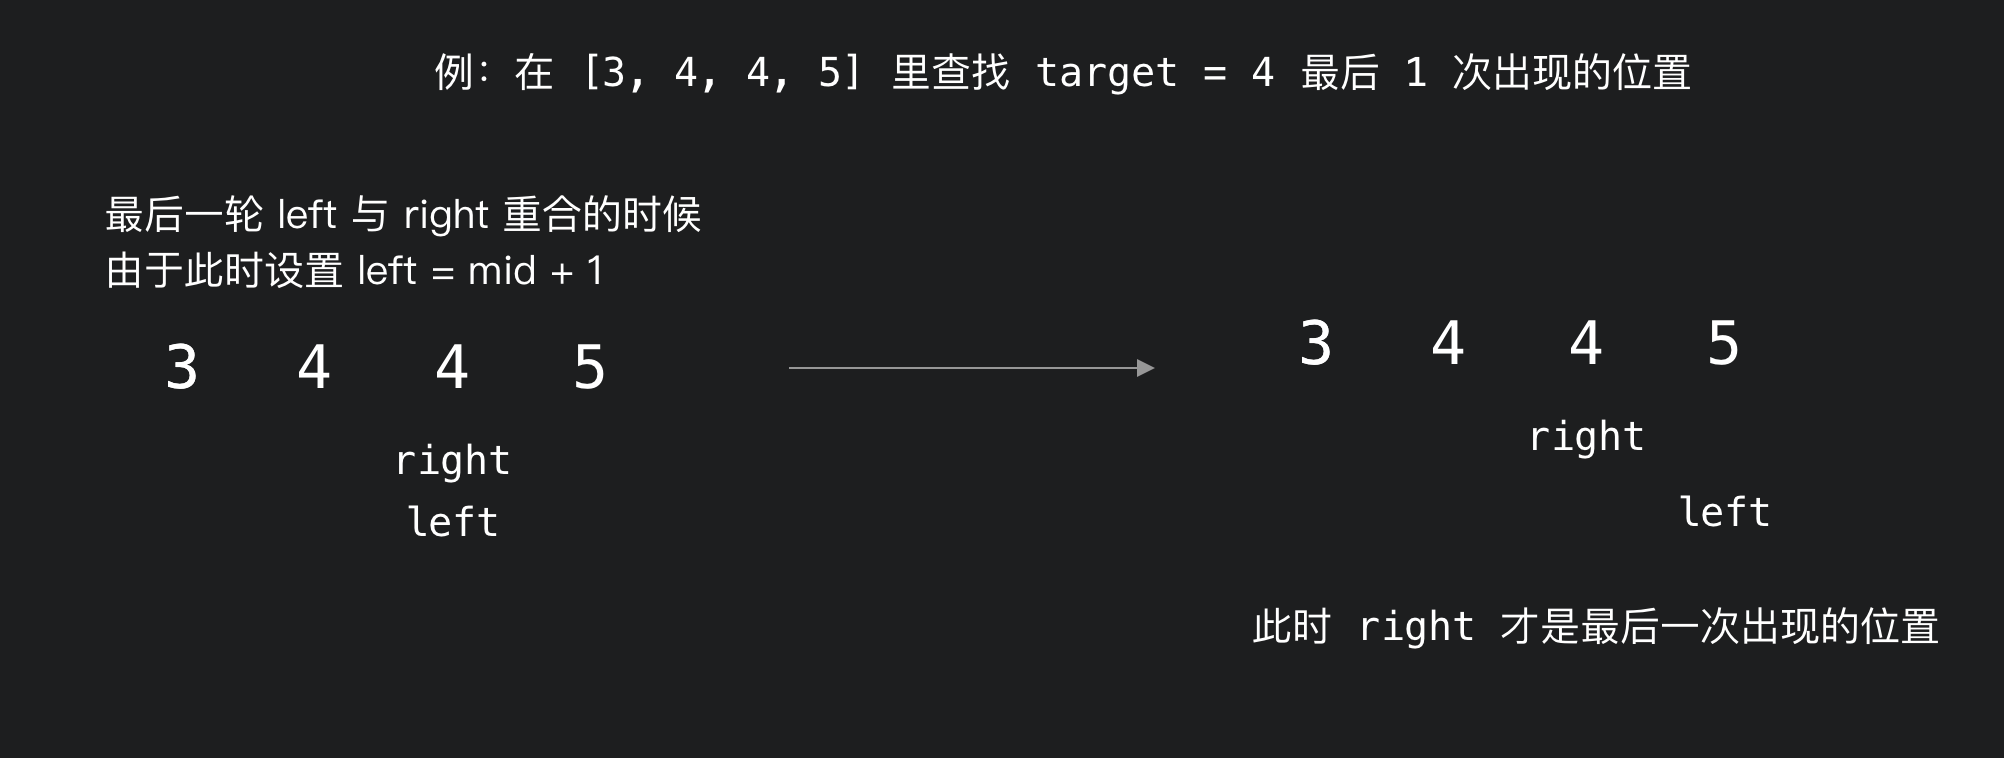 例：在 [3, 4, 4, 5] 里查找 target = 4 最后 1 次出现的位置
最后一轮 left 与 right 重合的时候
由于此时设置 left = mid + 1
3 4 4 5
right
left
3 4 4 5
right
left
此时 right 才是最后一次出现的位置